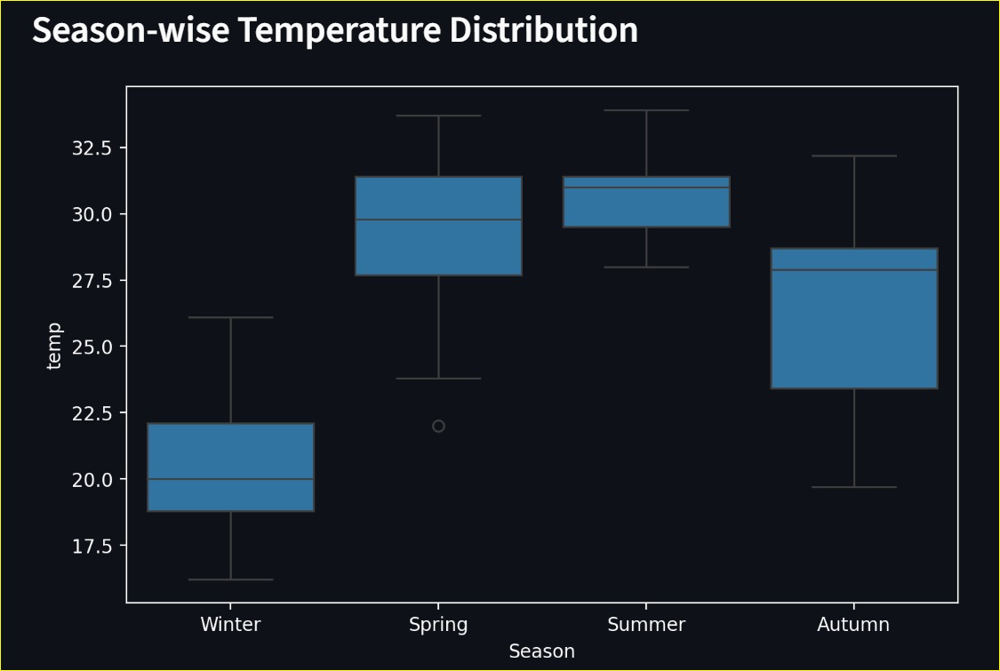 Season-wise Temperature Distribution
32.5
30.0
27.5
25.0
22.5
20.0
17.5
temp
Winter Spring Summer Autumn
Season